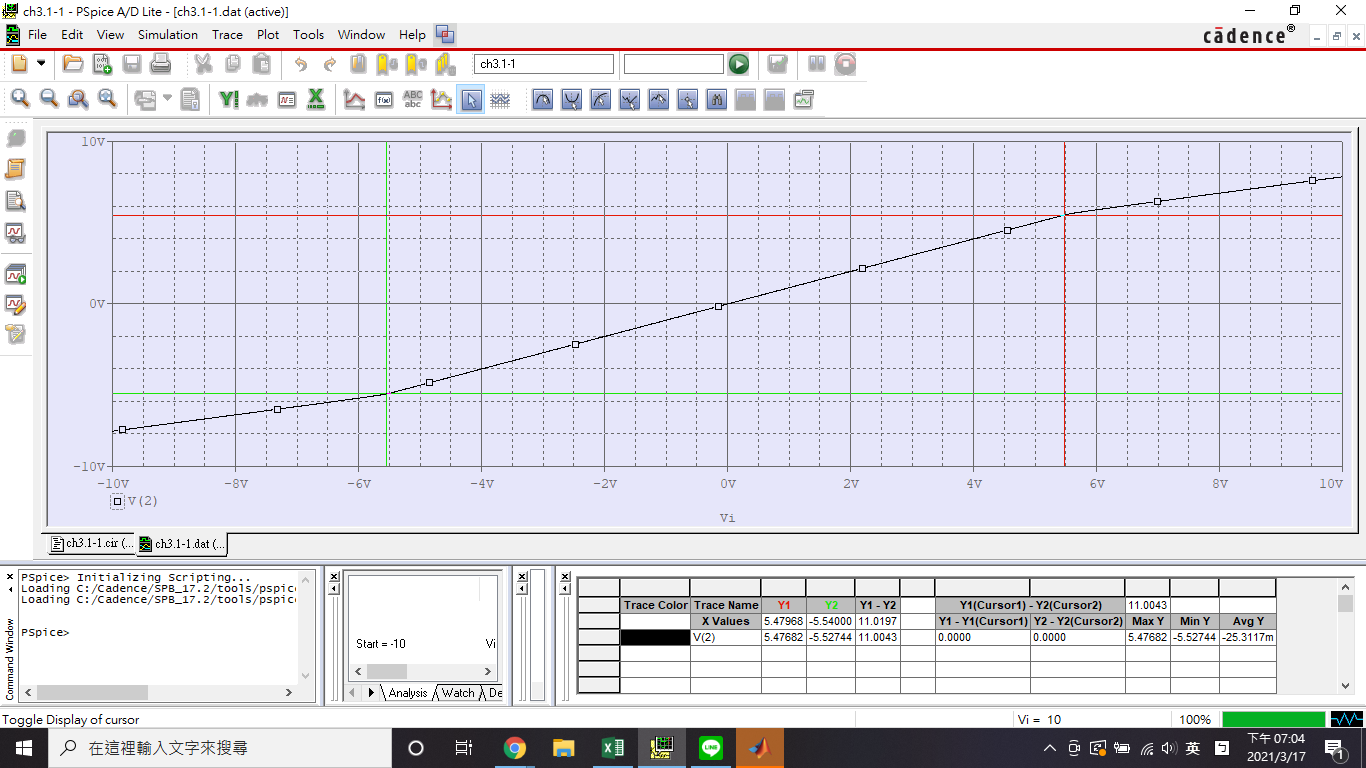 ch3.1-1 - PSpice A/D Lite - [ch3.1-1.dat (active)]
File Edit View Simulation Trace Plot Tools Window Help
cādence®
ch3.1-1
ABC
abc
10V
0V
-10V
-10V -8V -6V -4V -2V 0V 2V 4V 6V 8V 10V
V(2)
Vi
ch3.1-1.cir (... ch3.1-1.dat (...
Command Window
PSpice> Initializing Scripting...
Loading C:/Cadence/SPB_17.2/tools/pspic
Loading C:/Cadence/SPB_17.2/tools/pspic
PSpice>
Start = -10 Vi
Analysis Watch De
Trace Color Trace Name Y1 Y2 Y1 - Y2 Y1(Cursor1) - Y2(Cursor2) 11.0043
X Values 5.47968 -5.54000 11.0197 Y1 - Y1(Cursor1) Y2 - Y2(Cursor2) Max Y Min Y Avg Y
V(2) 5.47682 -5.52744 11.0043 0.0000 0.0000 5.47682 -5.52744 -25.3117m
Toggle Display of cursor Vi = 10 100%
在這裡輸入文字來搜尋
LINE
英
下午 07:04
2021/3/17
1